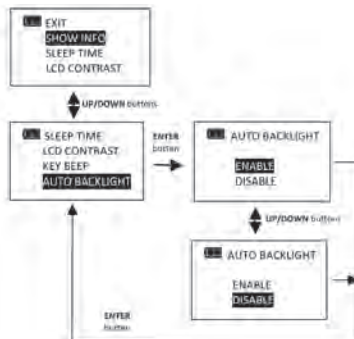 EXIT
SHOW INFO
SLEEP TIME
LCD CONTRAST
UP/DOWN buttons
SLEEP TIME
LCD CONTRAST
KEY BEEP
AUTO BACKLIGHT
ENTER
button
AUTO BACKLIGHT
ENABLE
DISABLE
UP/DOWN buttons
AUTO BACKLIGHT
ENABLE
DISABLE
ENTER
button